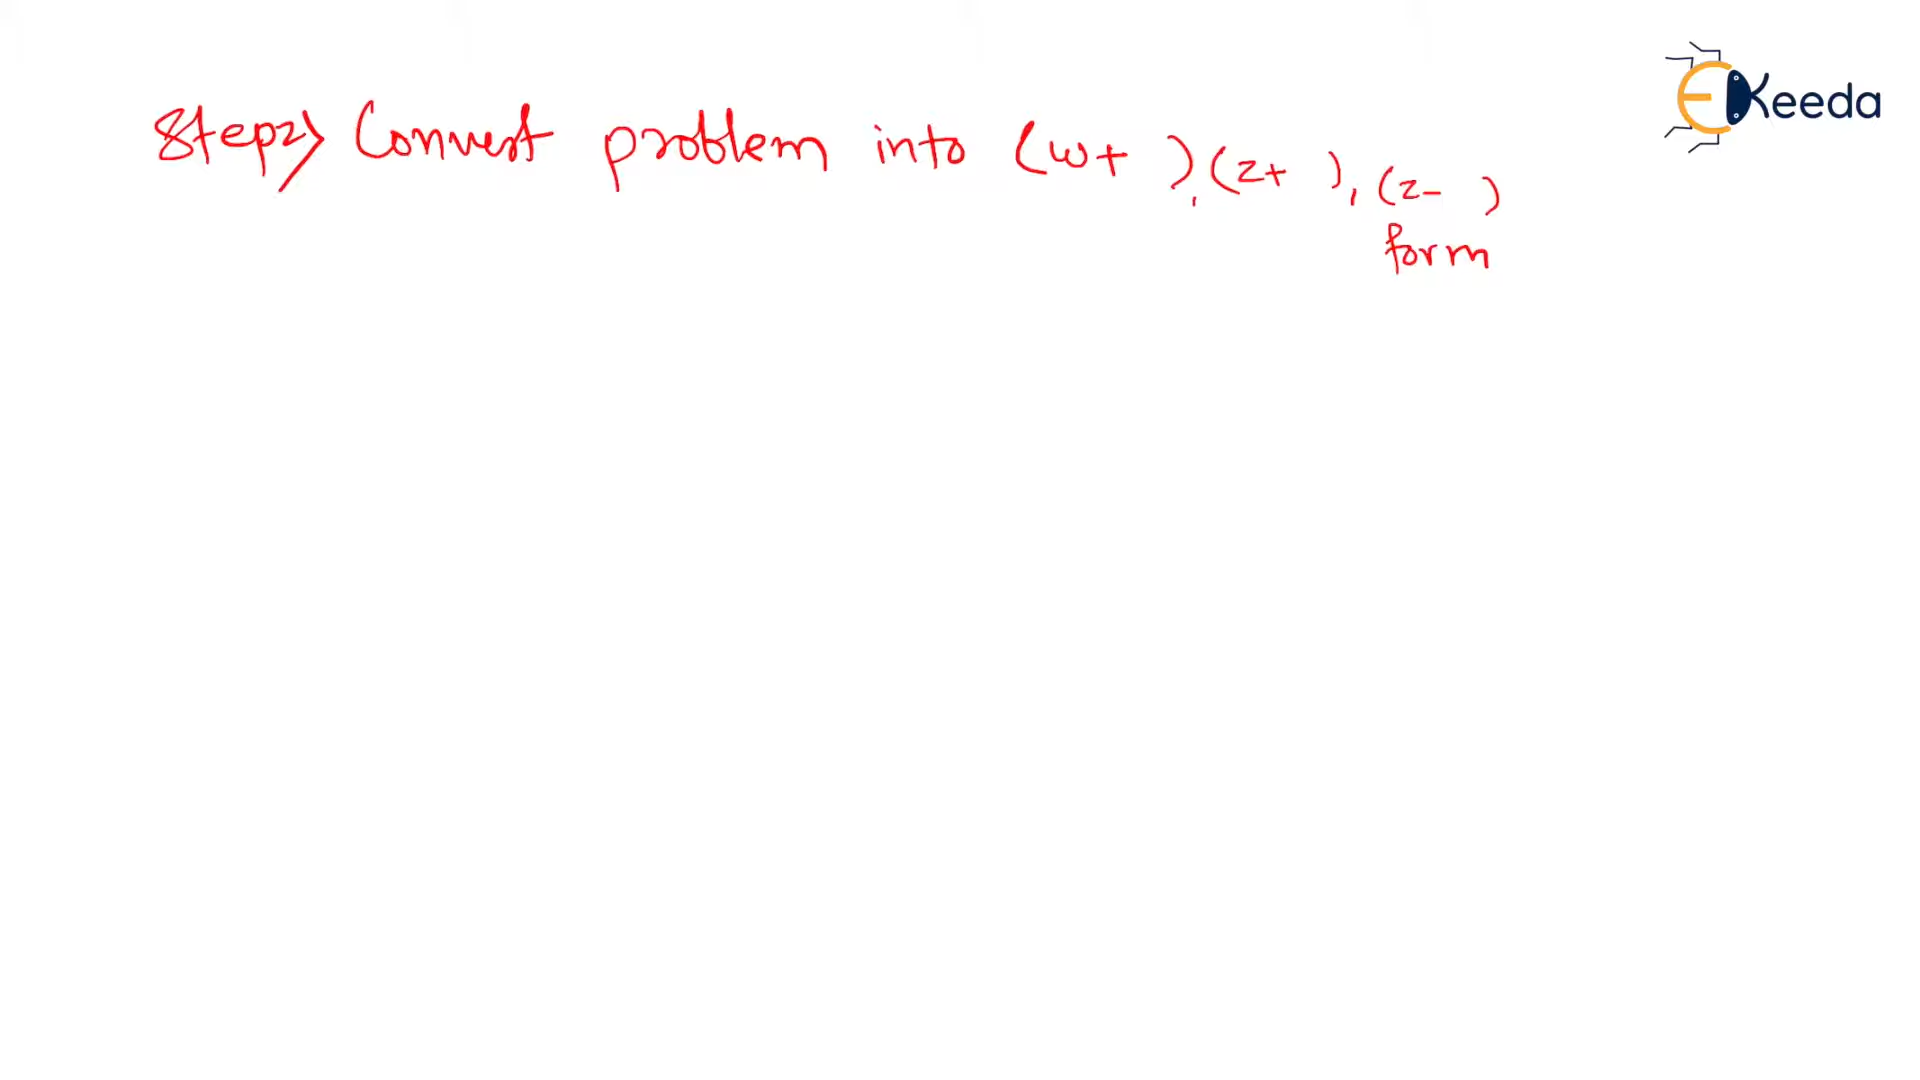 Step2) Convert problem into (w+ ), (z+ ), (z- )
form
EKeeda